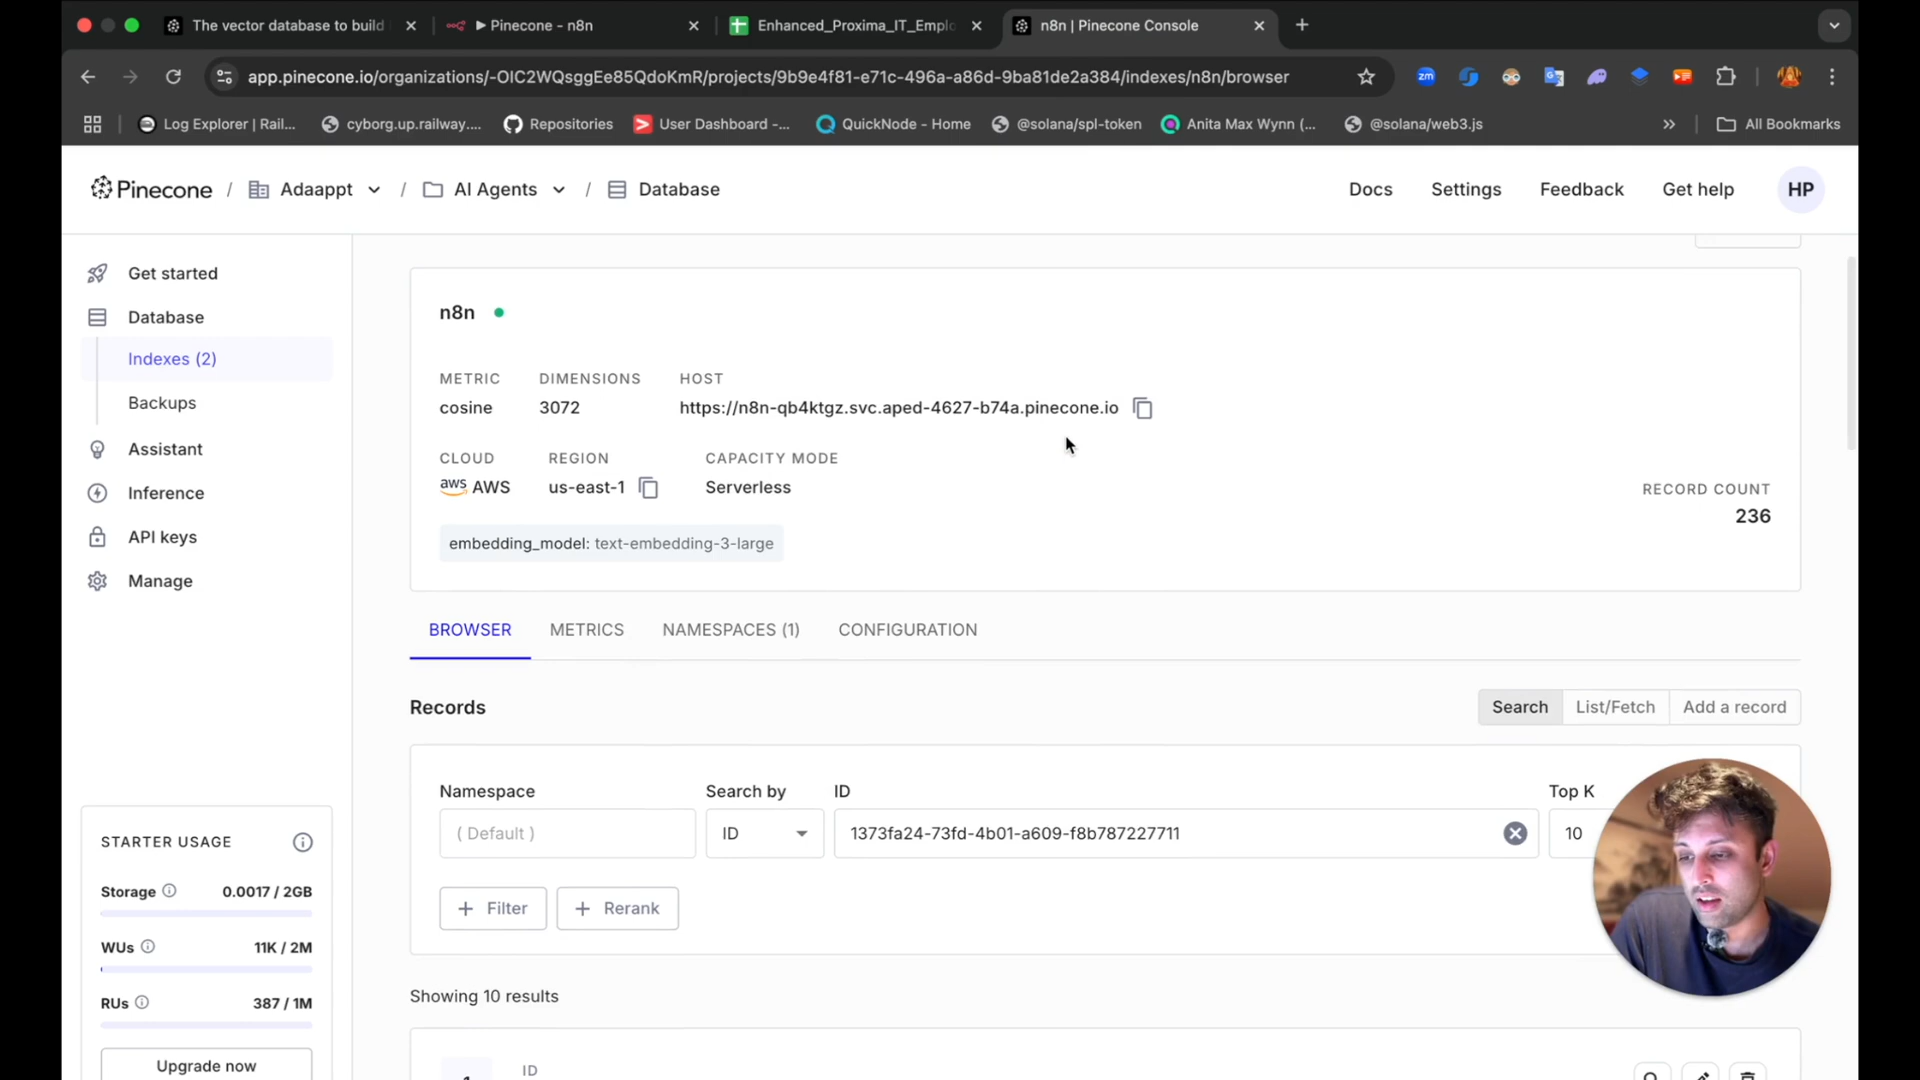 The vector database to build
▶ Pinecone - n8n
Enhanced_Proxima_IT_Emplo
n8n | Pinecone Console
app.pinecone.io/organizations/-OIC2WQsggEe85QdoKmR/projects/9b9e4f81-e71c-496a-a86d-9ba81de2a384/indexes/n8n/browser
zm
Log Explorer | Rail...
cyborg.up.railway....
Repositories
User Dashboard -...
QuickNode - Home
@solana/spl-token
Anita Max Wynn (...
@solana/web3.js
»
All Bookmarks
Pinecone / Adaappt / AI Agents / Database
Docs
Settings
Feedback
Get help
HP
Get started
Database
Indexes (2)
Backups
Assistant
Inference
API keys
Manage
STARTER USAGE
Storage 0.0017 / 2GB
WUs 11K / 2M
RUs 387 / 1M
Upgrade now
n8n
METRIC DIMENSIONS HOST
cosine 3072 https://n8n-qb4ktgz.svc.aped-4627-b74a.pinecone.io
CLOUD REGION CAPACITY MODE
aws AWS us-east-1 Serverless
RECORD COUNT
236
embedding_model: text-embedding-3-large
BROWSER METRICS NAMESPACES (1) CONFIGURATION
Records
Search List/Fetch Add a record
Namespace Search by ID Top K
( Default ) ID 1373fa24-73fd-4b01-a609-f8b787227711 10
+ Filter + Rerank
Showing 10 results
ID